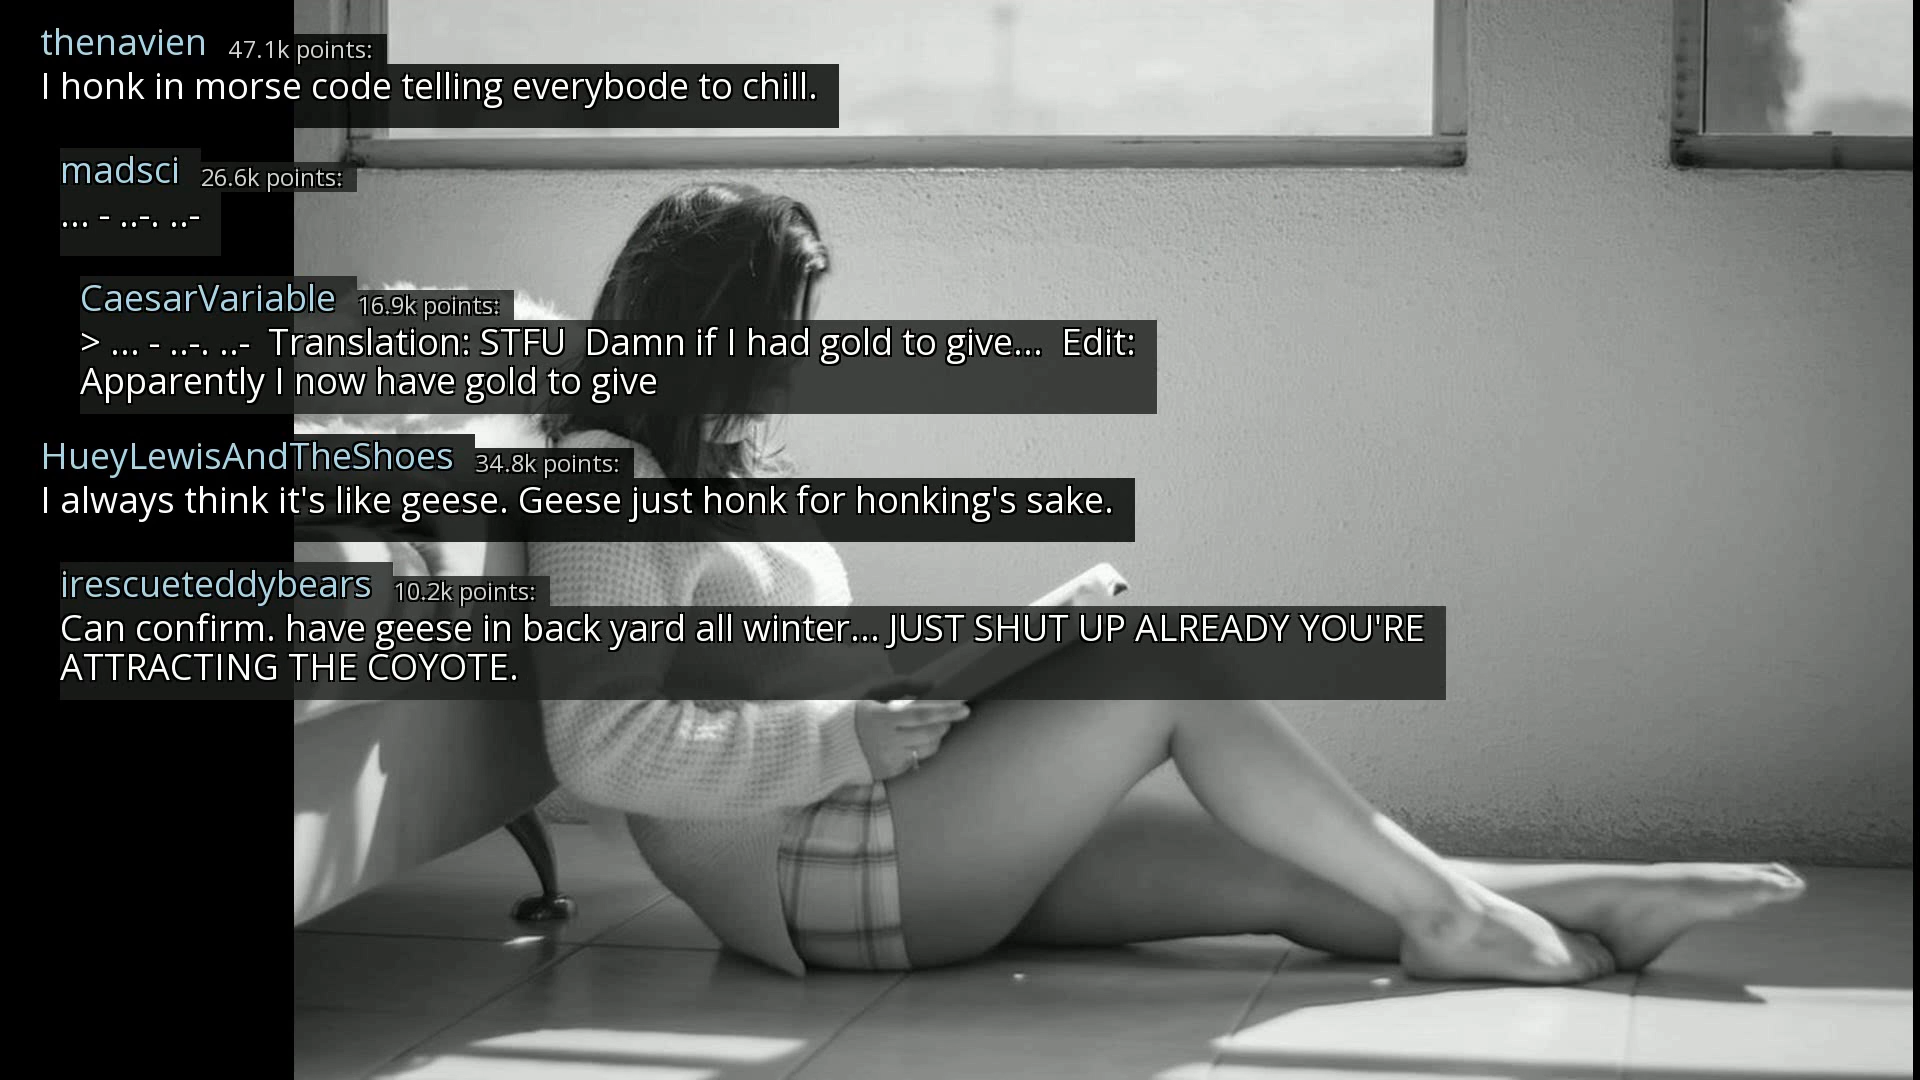 thenavien 47.1k points:
I honk in morse code telling everybode to chill.
madsci 26.6k points:
... - ..-. ..-
CaesarVariable 16.9k points:
> ... - ..-. ..-  Translation: STFU  Damn if I had gold to give...  Edit:
Apparently I now have gold to give
HueyLewisAndTheShoes 34.8k points:
I always think it's like geese. Geese just honk for honking's sake.
irescueteddybears 10.2k points:
Can confirm. have geese in back yard all winter... JUST SHUT UP ALREADY YOU'RE
ATTRACTING THE COYOTE.